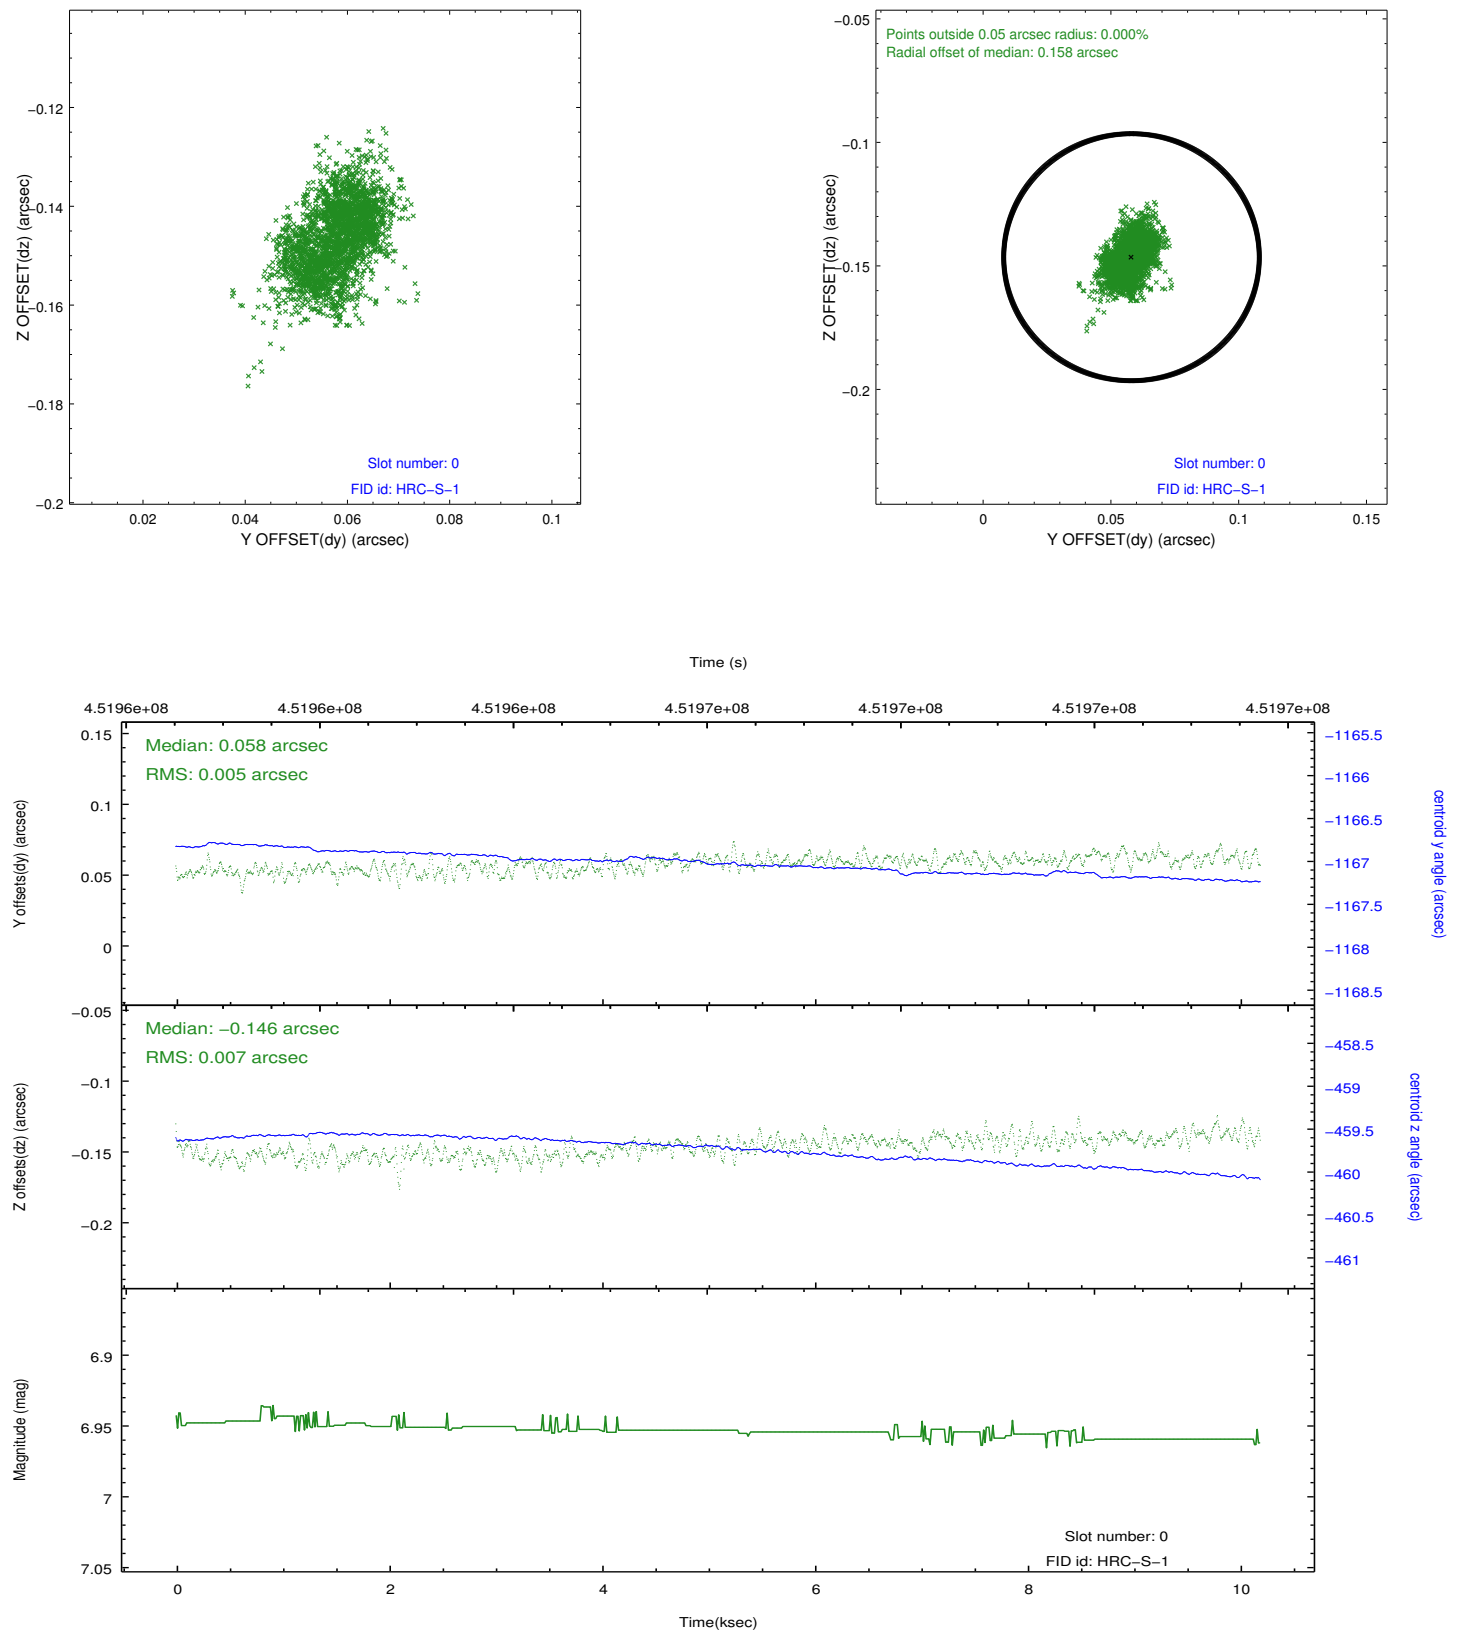 −0.12
−0.14
−0.16
−0.18
−0.2
Z OFFSET(dz) (arcsec)
0.02 0.04 0.06 0.08 0.1
Y OFFSET(dy) (arcsec)
Slot number: 0
FID id: HRC−S−1
Points outside 0.05 arcsec radius: 0.000%
Radial offset of median: 0.158 arcsec
−0.05
−0.1
−0.15
−0.2
Z OFFSET(dz) (arcsec)
0 0.05 0.1 0.15
Y OFFSET(dy) (arcsec)
Slot number: 0
FID id: HRC−S−1
Time (s)
4.5196e+08 4.5196e+08 4.5196e+08 4.5197e+08 4.5197e+08 4.5197e+08 4.5197e+08
Median: 0.058 arcsec
RMS: 0.005 arcsec
0.15
0.1
0.05
0
Y offsets(dy) (arcsec)
−1165.5
−1166
−1166.5
−1167
−1167.5
−1168
−1168.5
centroid y angle (arcsec)
Median: −0.146 arcsec
RMS: 0.007 arcsec
−0.05
−0.1
−0.15
−0.2
Z offsets(dz) (arcsec)
−458.5
−459
−459.5
−460
−460.5
−461
centroid z angle (arcsec)
6.9
6.95
7
7.05
Magnitude (mag)
Slot number: 0
FID id: HRC−S−1
0 2 4 6 8 10
Time(ksec)